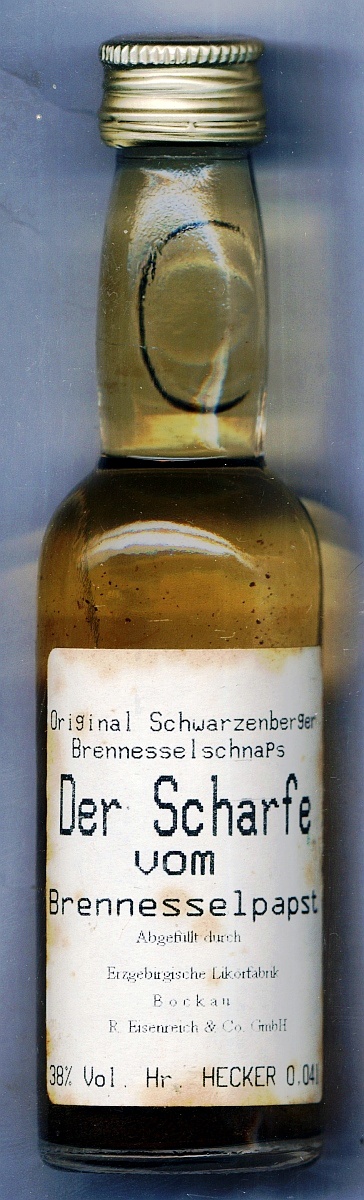 Original Schwarzenberger
BrennesselschnaPs
Der Scharfe
vom
Brennesselpapst
Abgefüllt durch
Erzgebirgische Likörfabrik
Bockau
R. Eisenreich & Co. GmbH
38% Vol. Hr. HECKER 0.04l